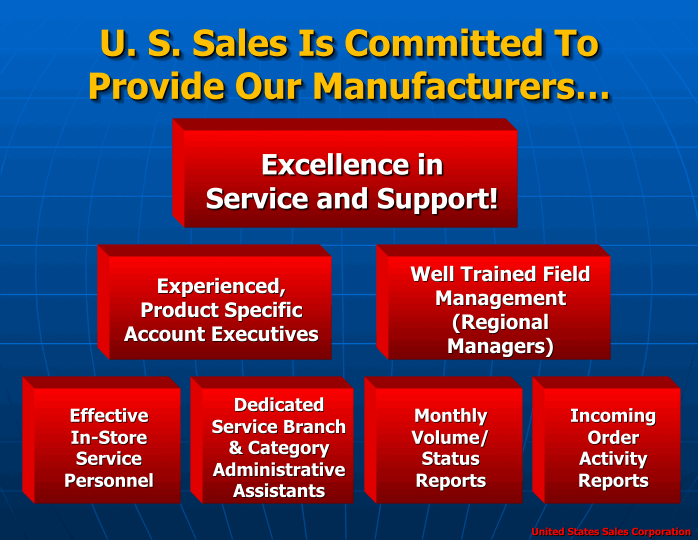 U. S. Sales Is Committed To
Provide Our Manufacturers...
Excellence in
Service and Support!
Experienced,
Product Specific
Account Executives
Well Trained Field
Management
(Regional
Managers)
Effective
In-Store
Service
Personnel
Dedicated
Service Branch
& Category
Administrative
Assistants
Monthly
Volume/
Status
Reports
Incoming
Order
Activity
Reports
United States Sales Corporation